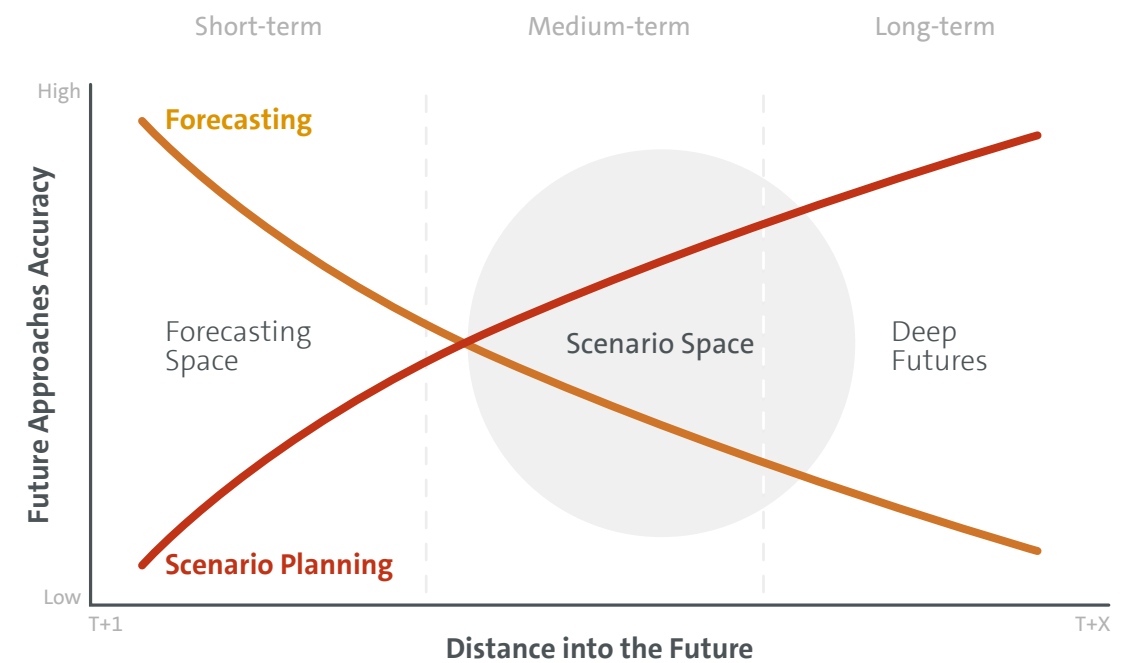 Short-term
Medium-term
Long-term
High
Forecasting
Future Approaches Accuracy
Forecasting
Space
Scenario Space
Deep
Futures
Scenario Planning
Low
T+1
T+X
Distance into the Future